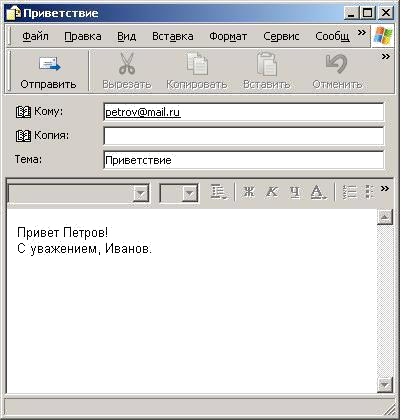 Приветствие
Файл Правка Вид Вставка Формат Сервис Сообщ »
Отправить Вырезать Копировать Вставить Отменить »
Кому: petrov@mail.ru
Копия:
Тема: Приветствие
Ж К Ч А »
Привет Петров!
С уважением, Иванов.